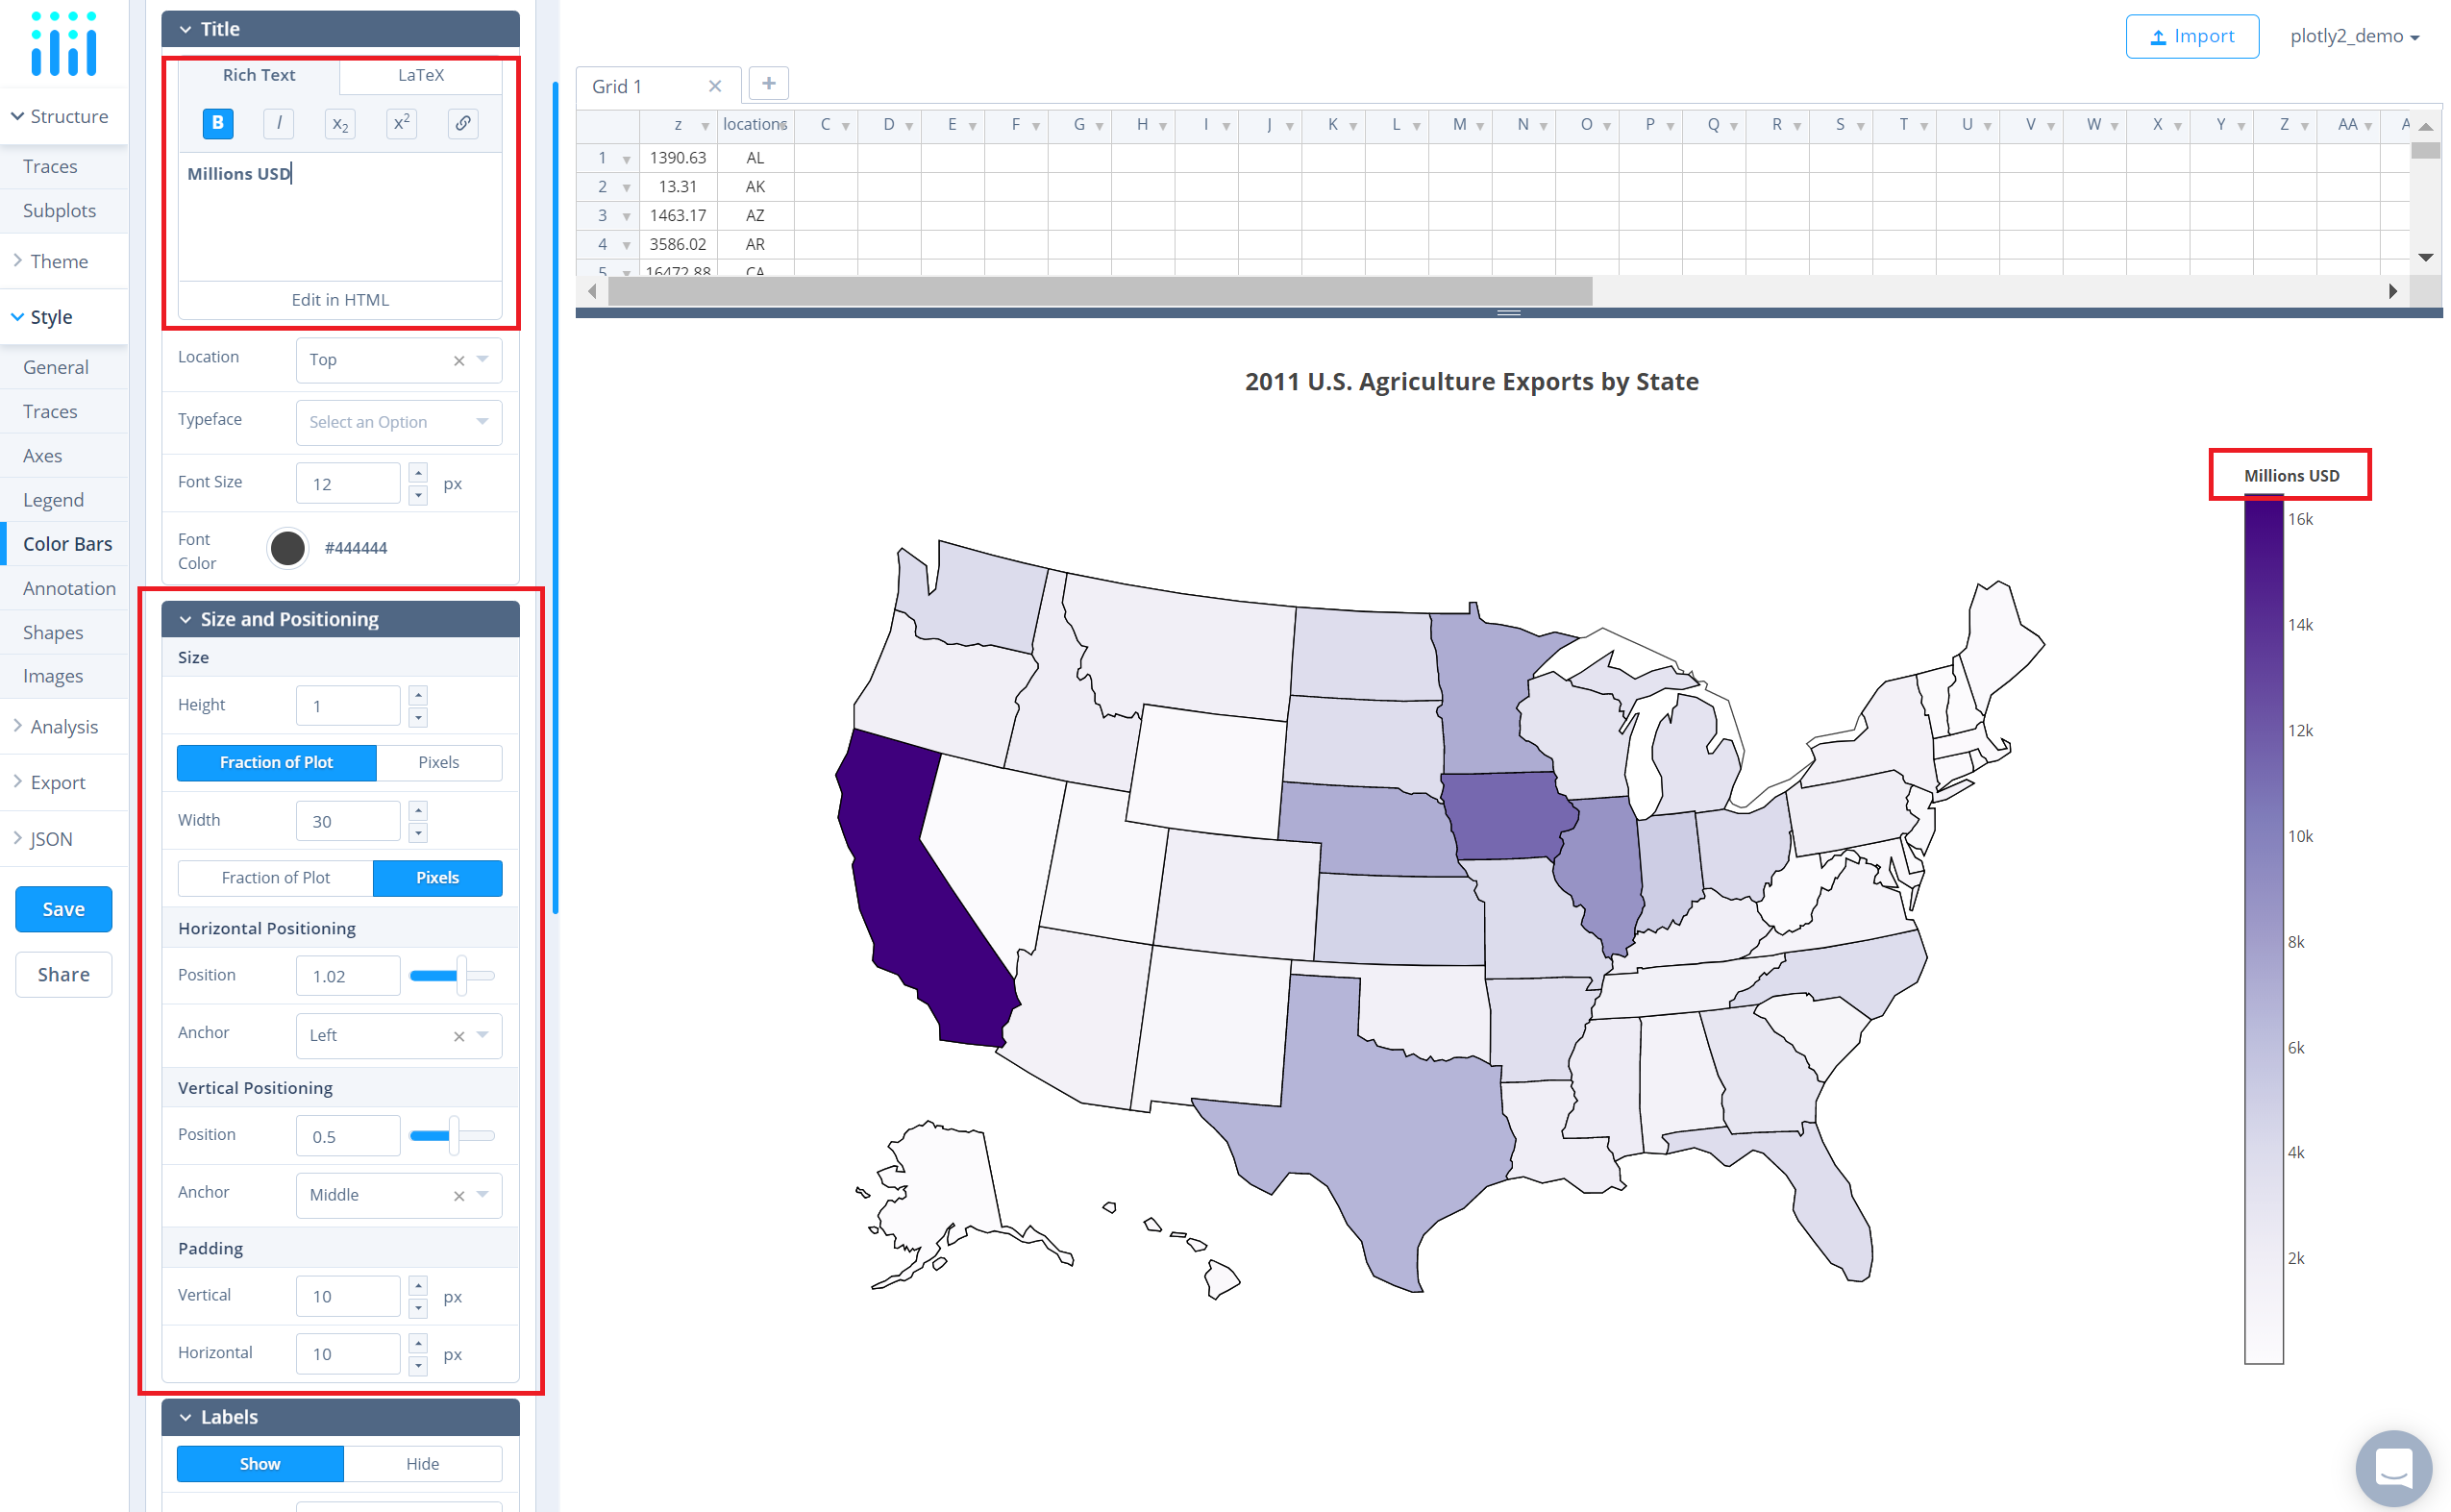 Structure
Traces
Subplots
Theme
Style
General
Traces
Axes
Legend
Color Bars
Annotation
Shapes
Images
Analysis
Export
JSON
Save
Share
Title
Rich Text LaTeX
B I x2 x2
Millions USD
Edit in HTML
Location Top
Typeface Select an Option
Font Size 12 px
Font Color #444444
Size and Positioning
Size
Height 1
Fraction of Plot Pixels
Width 30
Fraction of Plot Pixels
Horizontal Positioning
Position 1.02
Anchor Left
Vertical Positioning
Position 0.5
Anchor Middle
Padding
Vertical 10 px
Horizontal 10 px
Labels
Show Hide
Import plotly2_demo
Grid 1 +
z locations C D E F G H I J K L M N O P Q R S T U V W X Y Z AA A
1 1390.63 AL
2 13.31 AK
3 1463.17 AZ
4 3586.02 AR
5 16472.88 CA
2011 U.S. Agriculture Exports by State
Millions USD
16k
14k
12k
10k
8k
6k
4k
2k